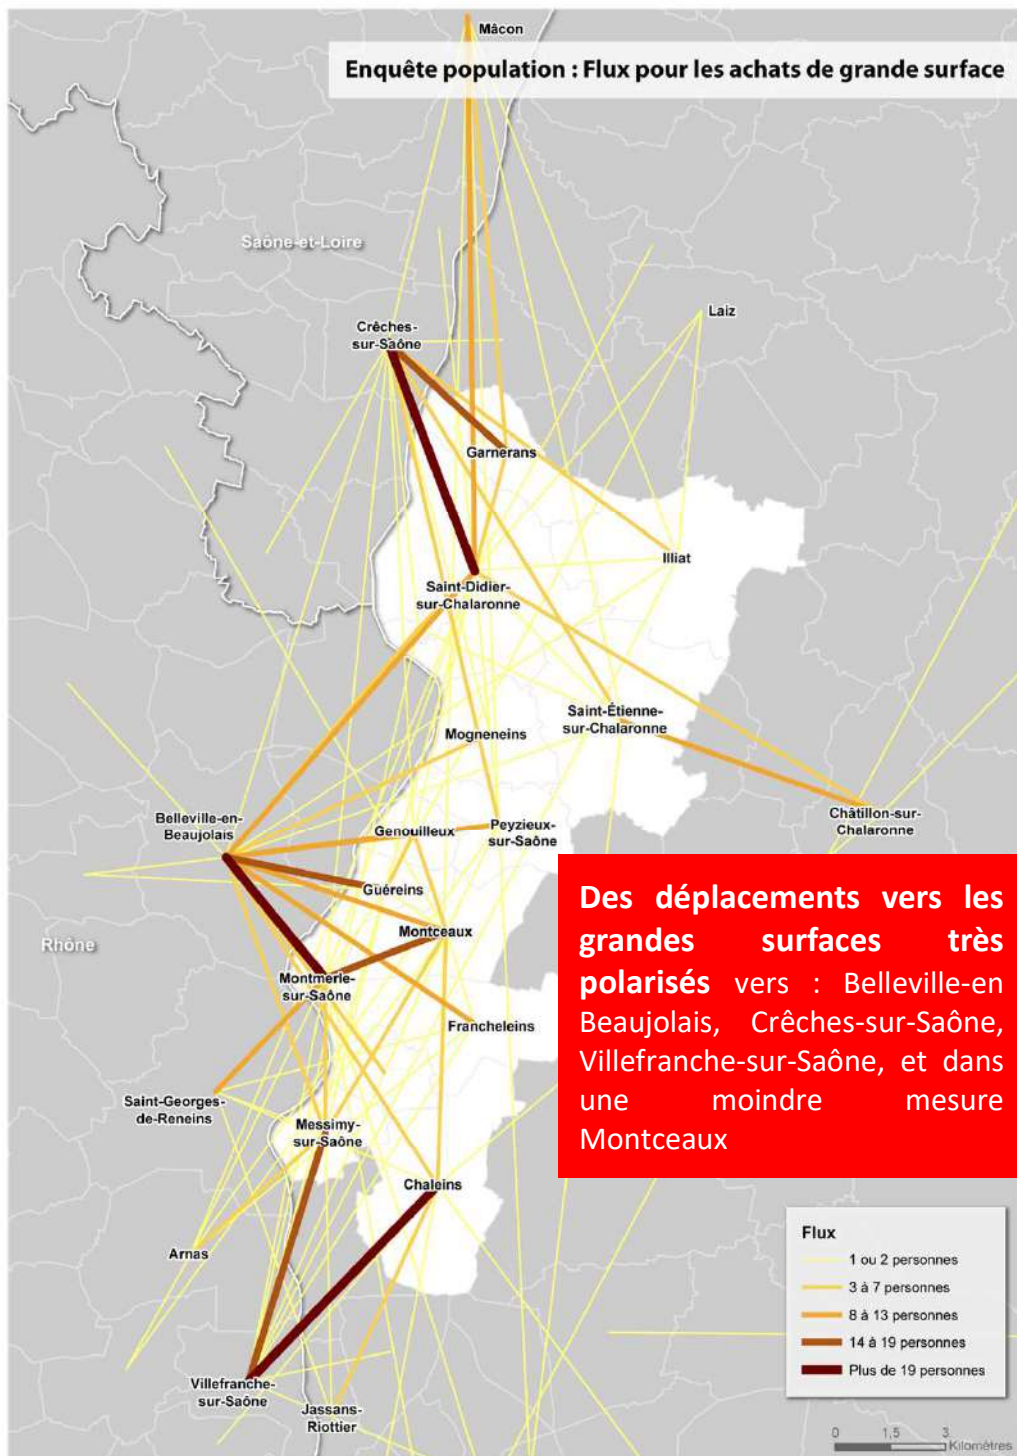 Mâcon
Enquête population : Flux pour les achats de grande surface
Saône-et-Loire
Laiz
Crêches-
sur-Saône
Garnerans
Illiat
Saint-Didier-
sur-Chalaronne
Saint-Étienne-
sur-Chalaronne
Mogneneins
Belleville-en-
Beaujolais
Genouilleux
Peyzieux-
sur-Saône
Châtillon-sur-
Chalaronne
Guéreins
Montceaux
Rhône
Montmerle-
sur-Saône
Francheleins
Des déplacements vers les
grandes surfaces très
polarisés vers : Belleville-en
Beaujolais, Crêches-sur-Saône,
Villefranche-sur-Saône, et dans
une moindre mesure
Montceaux
Saint-Georges-
de-Reneins
Messimy-
sur-Saône
Chaleins
Arnas
Villefranche-
sur-Saône
Jassans-
Riottier
Flux
1 ou 2 personnes
3 à 7 personnes
8 à 13 personnes
14 à 19 personnes
Plus de 19 personnes
0 1,5 3
Kilomètres